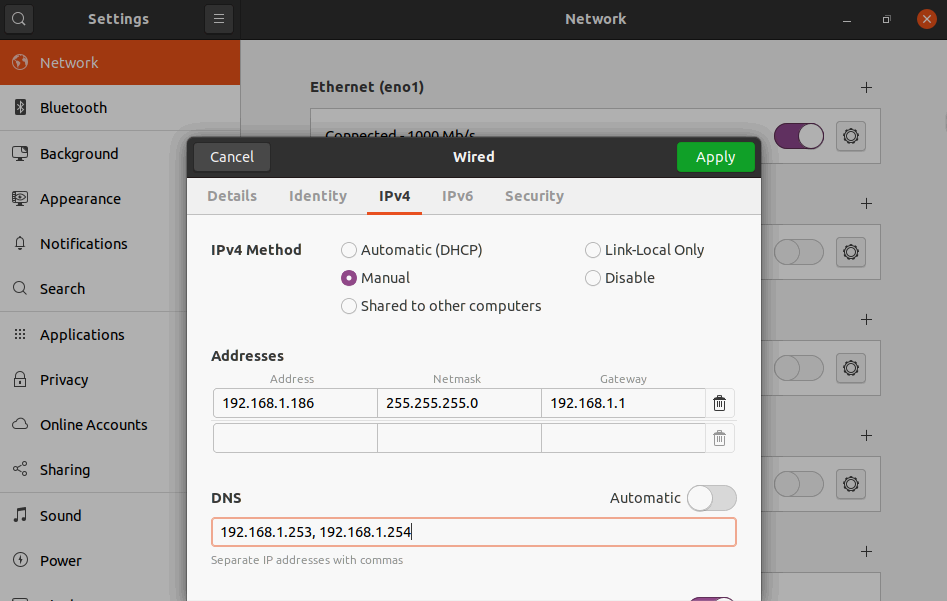 Settings
Network
Network
Bluetooth
Background
Appearance
Notifications
Search
Applications
Privacy
Online Accounts
Sharing
Sound
Power
Ethernet (eno1)
Connected - 1000 Mb/s
Cancel
Wired
Apply
Details Identity IPv4 IPv6 Security
IPv4 Method
Automatic (DHCP)
Link-Local Only
Manual
Disable
Shared to other computers
Addresses
Address Netmask Gateway
192.168.1.186 255.255.255.0 192.168.1.1
DNS
Automatic
192.168.1.253, 192.168.1.254
Separate IP addresses with commas